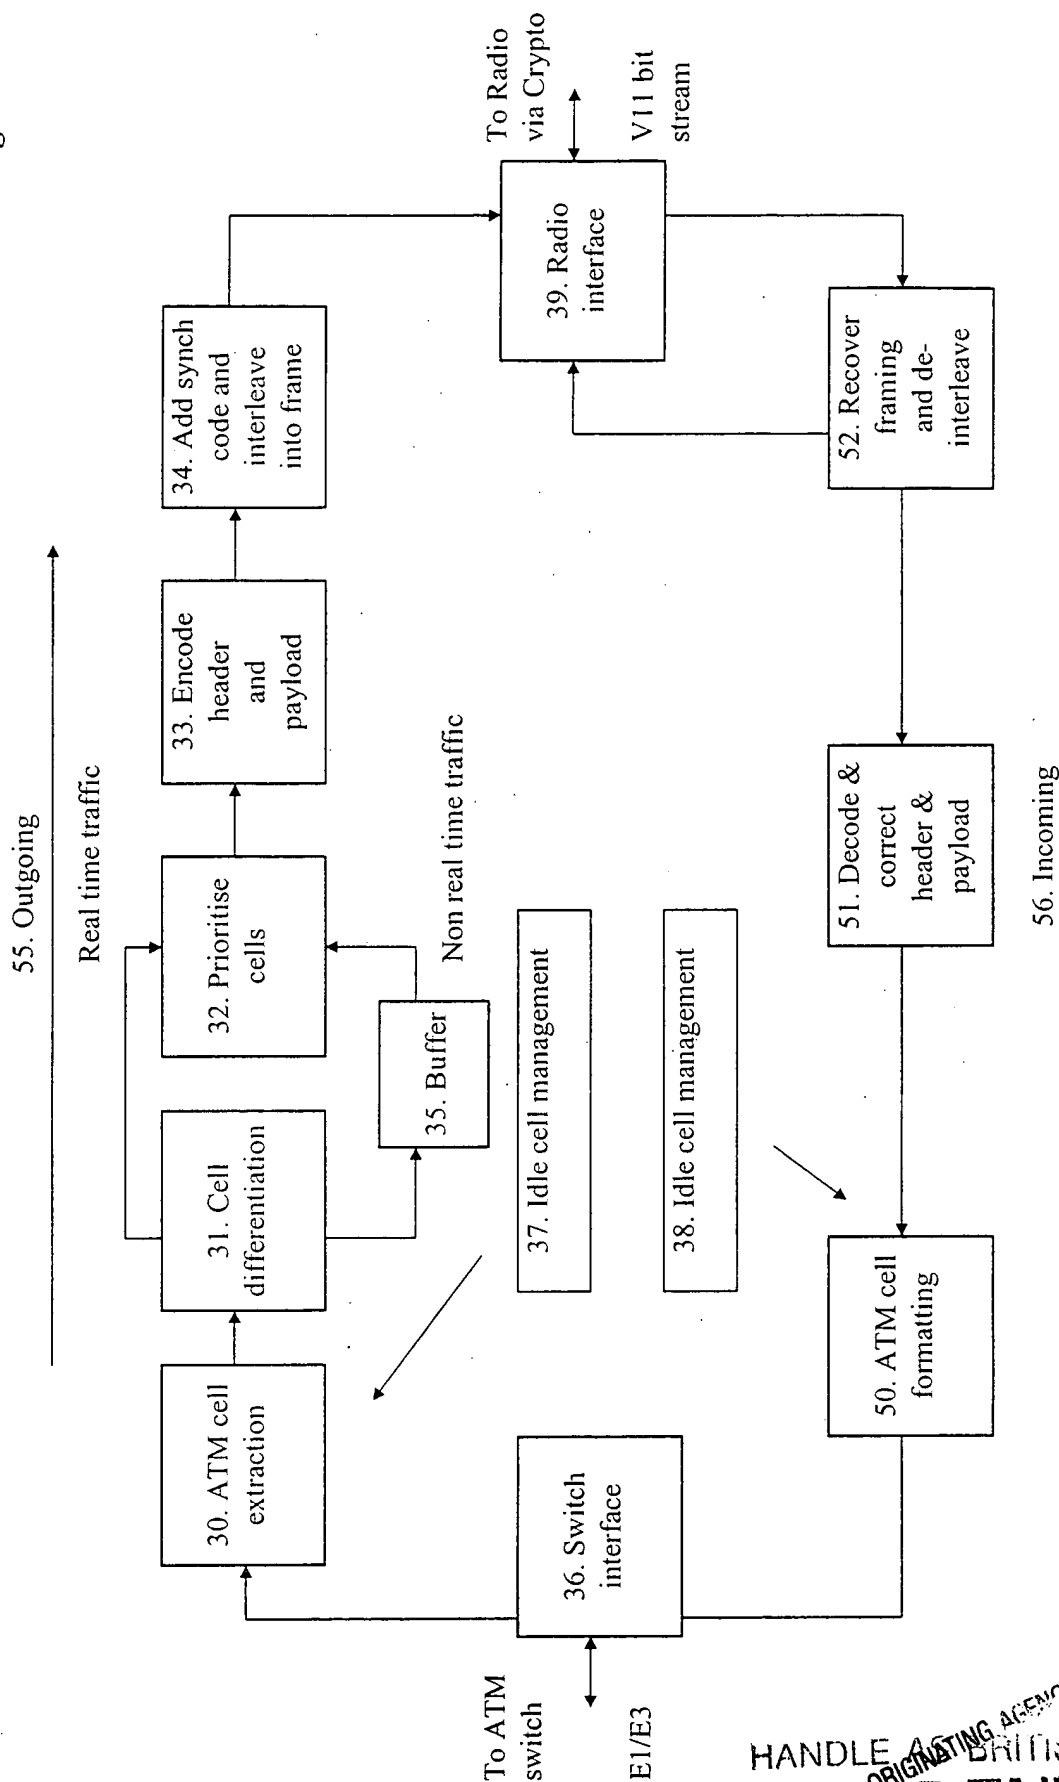 55. Outgoing
Real time traffic
34. Add synch
code and
interleave
into frame
33. Encode
header
and
payload
32. Prioritise
cells
31. Cell
differentiation
30. ATM cell
extraction
35. Buffer
Non real time traffic
To Radio
via Crypto
V11 bit
stream
39. Radio
interface
37. Idle cell management
38. Idle cell management
36. Switch
interface
To ATM
switch
E1/E3
52. Recover
framing
and de-
interleave
51. Decode &
correct
header &
payload
50. ATM cell
formatting
56. Incoming
HANDLE AS
ORIGINATING